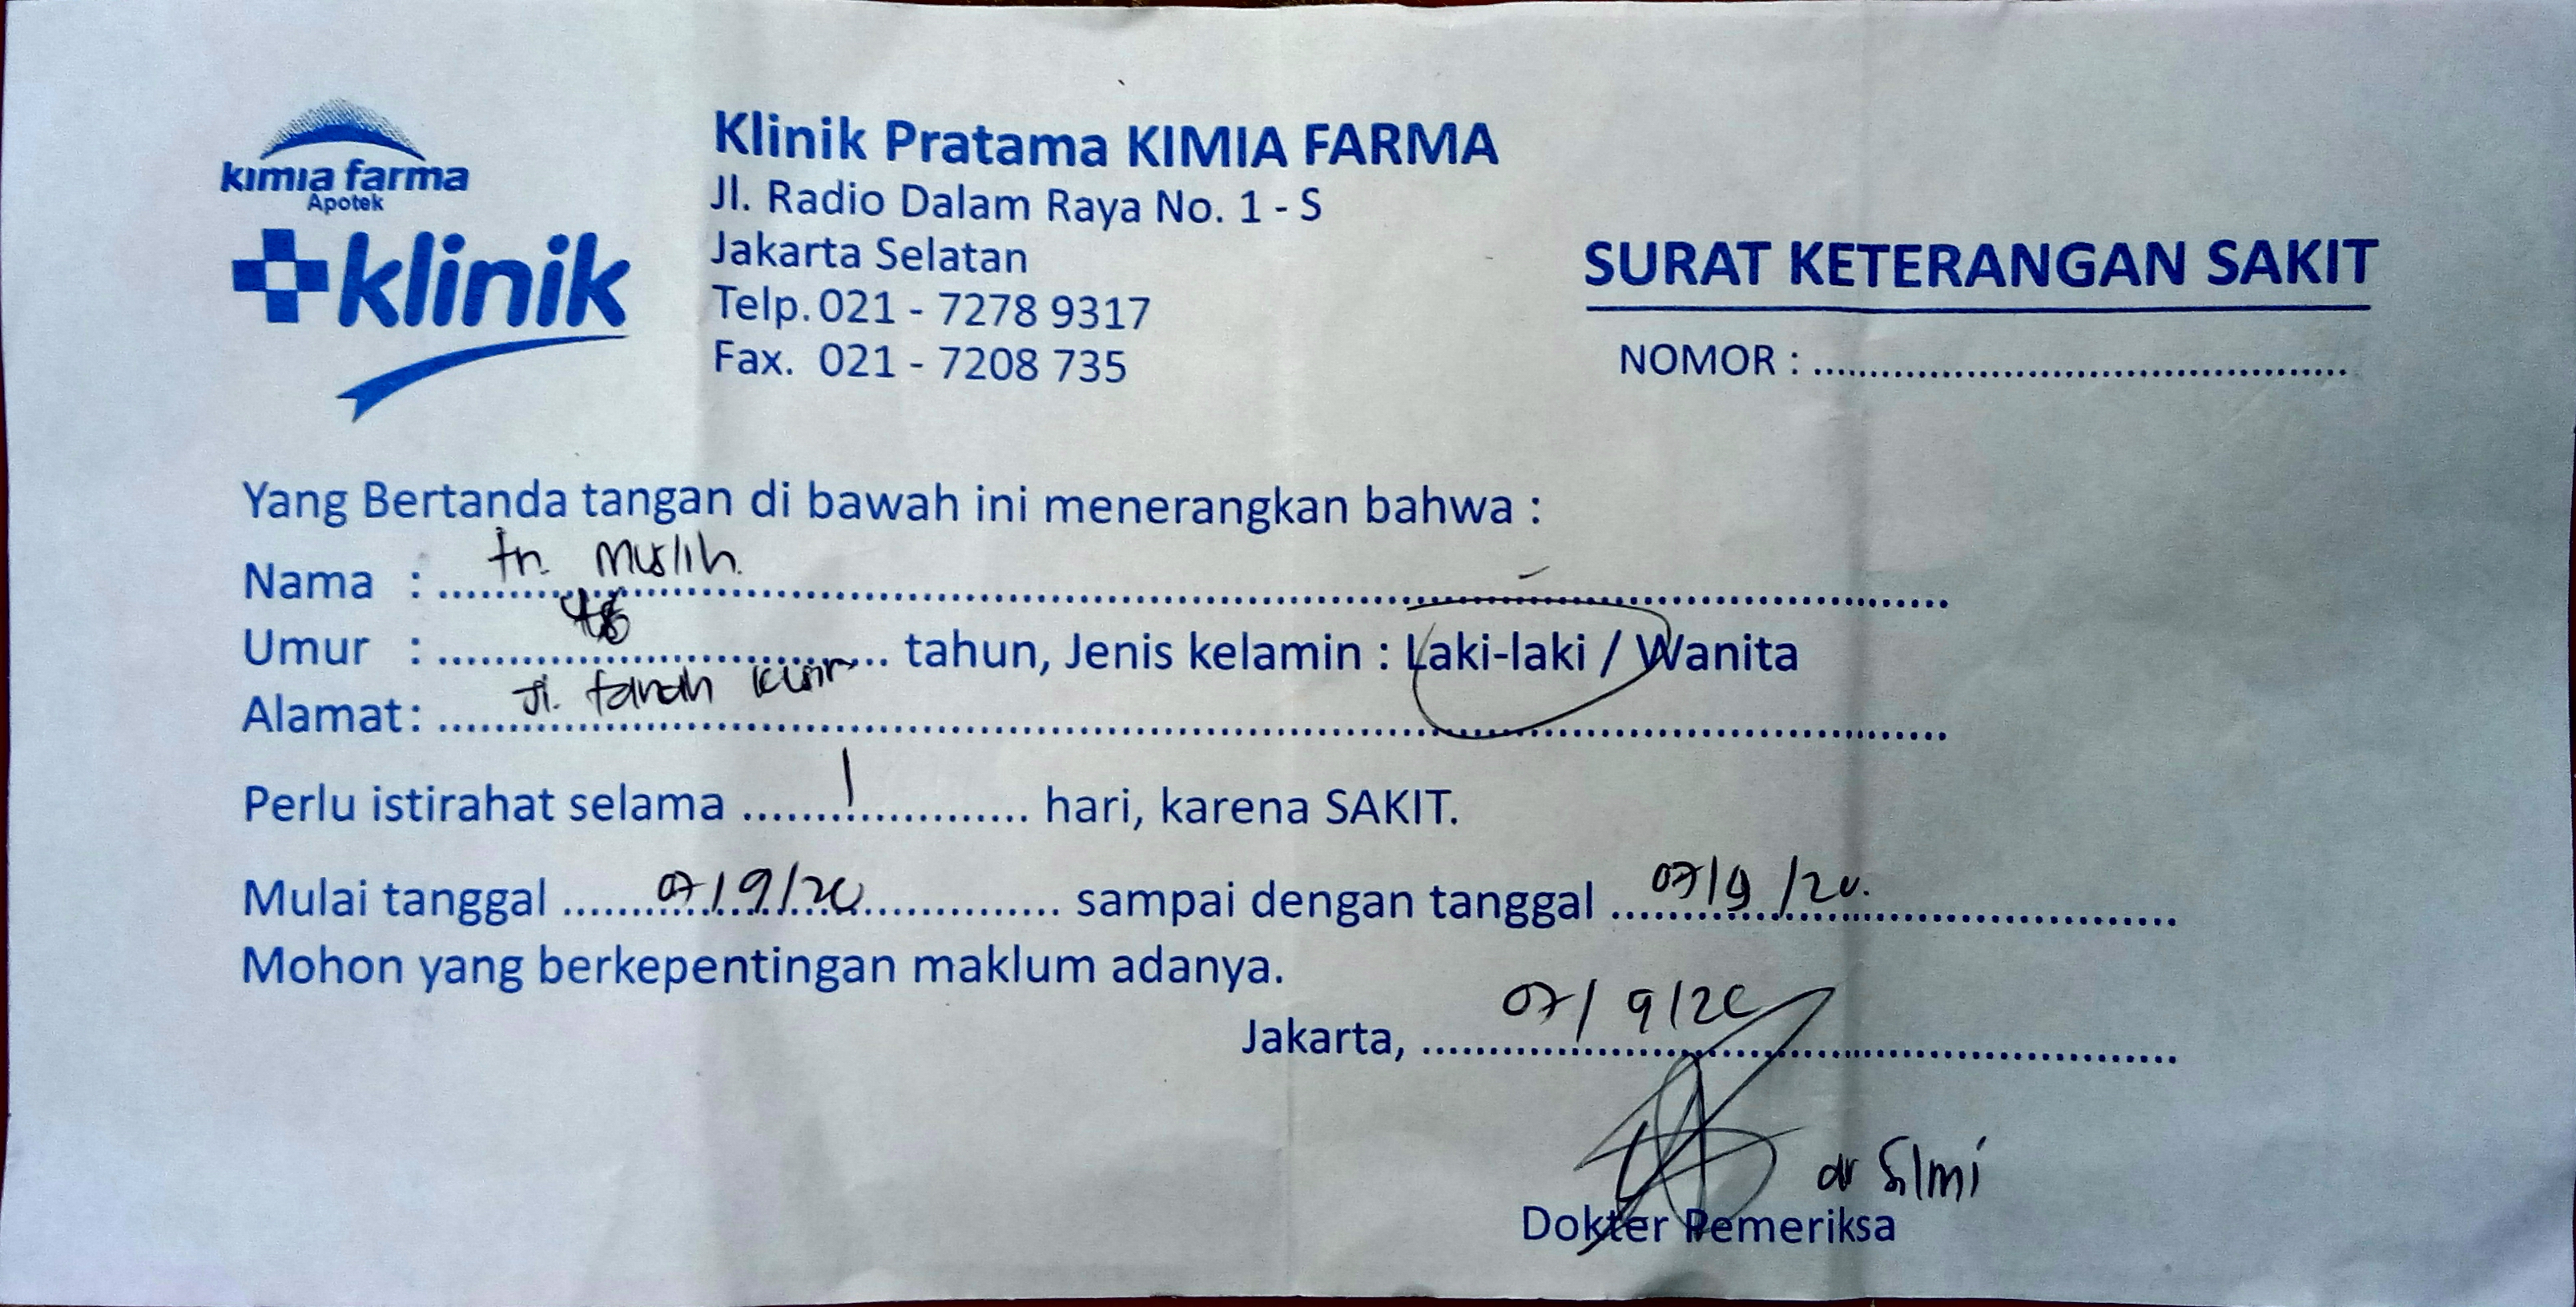 kimia farma
Apotek
klinik
Klinik Pratama KIMIA FARMA
Jl. Radio Dalam Raya No. 1 - S
Jakarta Selatan
Telp. 021 - 7278 9317
Fax. 021 - 7208 735
SURAT KETERANGAN SAKIT
NOMOR : ................................................
Yang Bertanda tangan di bawah ini menerangkan bahwa :
Nama : tn. Muslih.
Umur : ........ tahun, Jenis kelamin : Laki-laki / Wanita
Alamat : Jl. tanah kusir
Perlu istirahat selama 1 hari, karena SAKIT.
Mulai tanggal 07/9/20 sampai dengan tanggal 07/9/20.
Mohon yang berkepentingan maklum adanya.
Jakarta, 07/9/20
dr Silmi
Dokter Pemeriksa